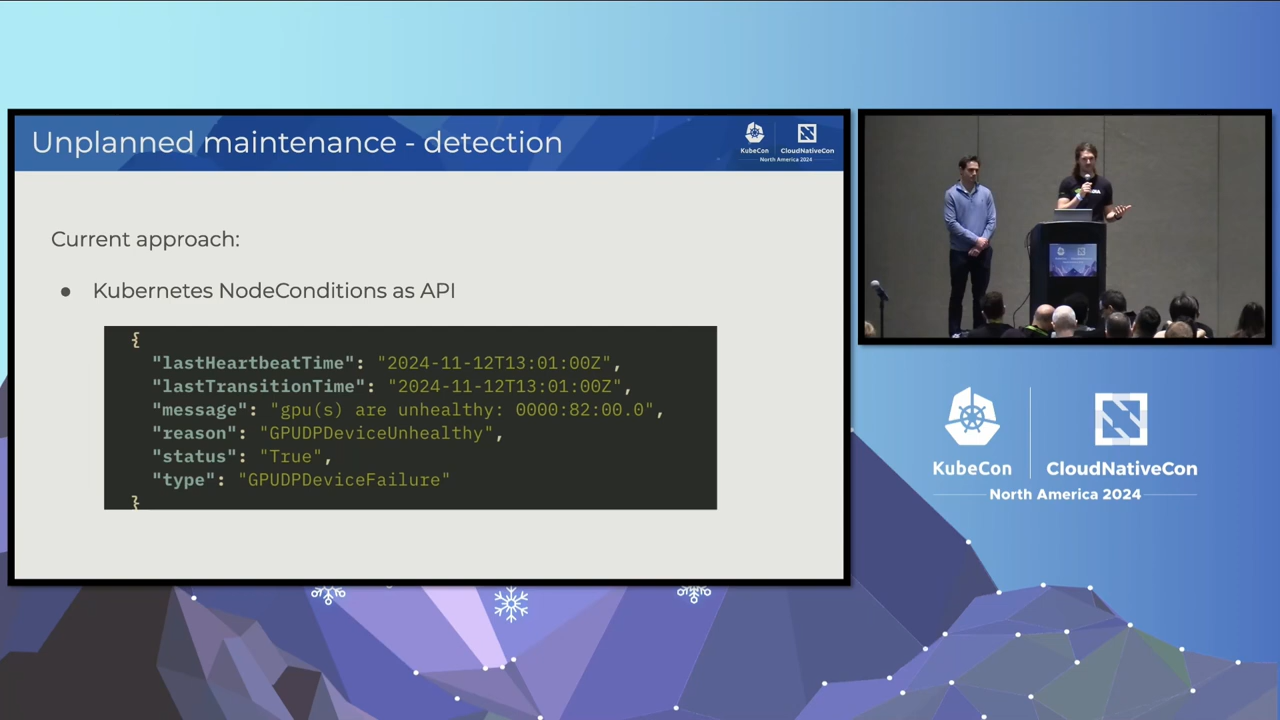 Unplanned maintenance - detection
KubeCon
CloudNativeCon
North America 2024
Current approach:
● Kubernetes NodeConditions as API
{
"lastHeartbeatTime": "2024-11-12T13:01:00Z",
"lastTransitionTime": "2024-11-12T13:01:00Z",
"message": "gpu(s) are unhealthy: 0000:82:00.0",
"reason": "GPUDPDeviceUnhealthy",
"status": "True",
"type": "GPUDPDeviceFailure"
}
KubeCon
CloudNativeCon
North America 2024